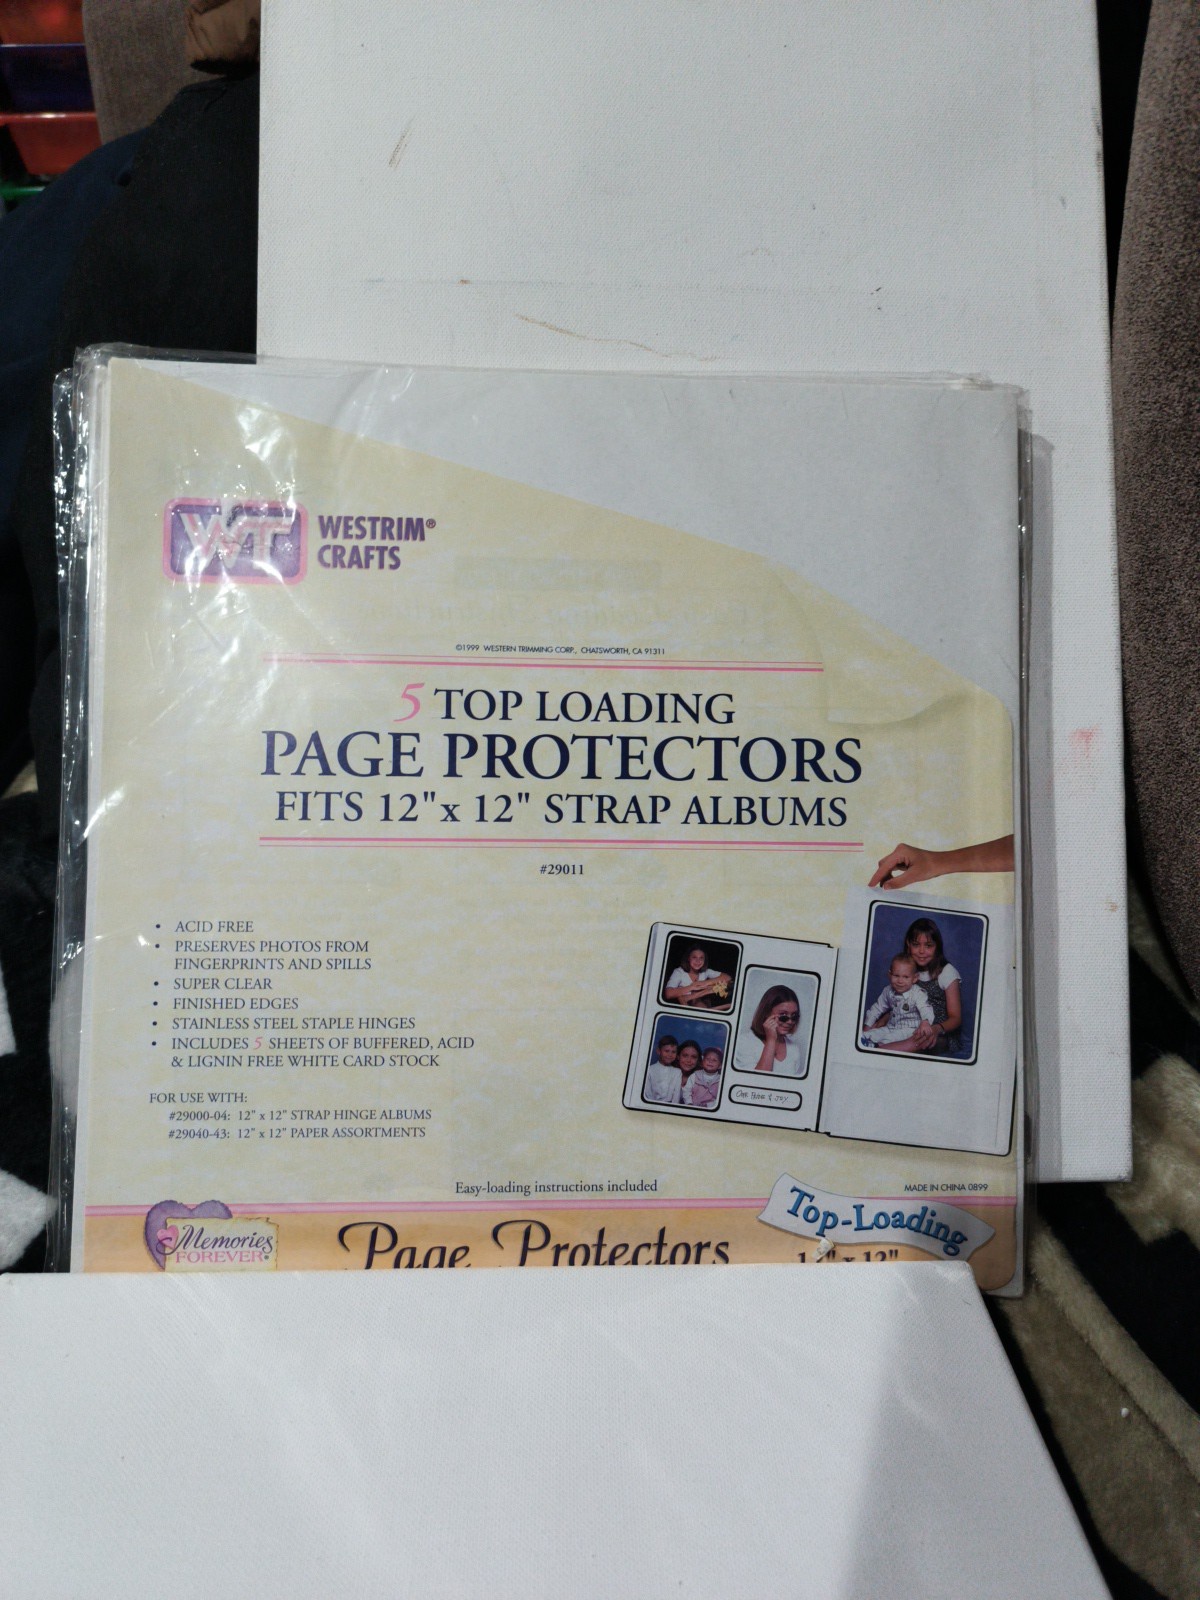 WT
WESTRIM®
CRAFTS
©1999 WESTERN TRIMMING CORP., CHATSWORTH, CA 91311
5 TOP LOADING
PAGE PROTECTORS
FITS 12" x 12" STRAP ALBUMS
#29011
• ACID FREE
• PRESERVES PHOTOS FROM
FINGERPRINTS AND SPILLS
• SUPER CLEAR
• FINISHED EDGES
• STAINLESS STEEL STAPLE HINGES
• INCLUDES 5 SHEETS OF BUFFERED, ACID
& LIGNIN FREE WHITE CARD STOCK
FOR USE WITH:
#29000-04: 12" x 12" STRAP HINGE ALBUMS
#29040-43: 12" x 12" PAPER ASSORTMENTS
Easy-loading instructions included
MADE IN CHINA 0899
Memories
FOREVER®
Page Protectors
Top-Loading
12" x 12"